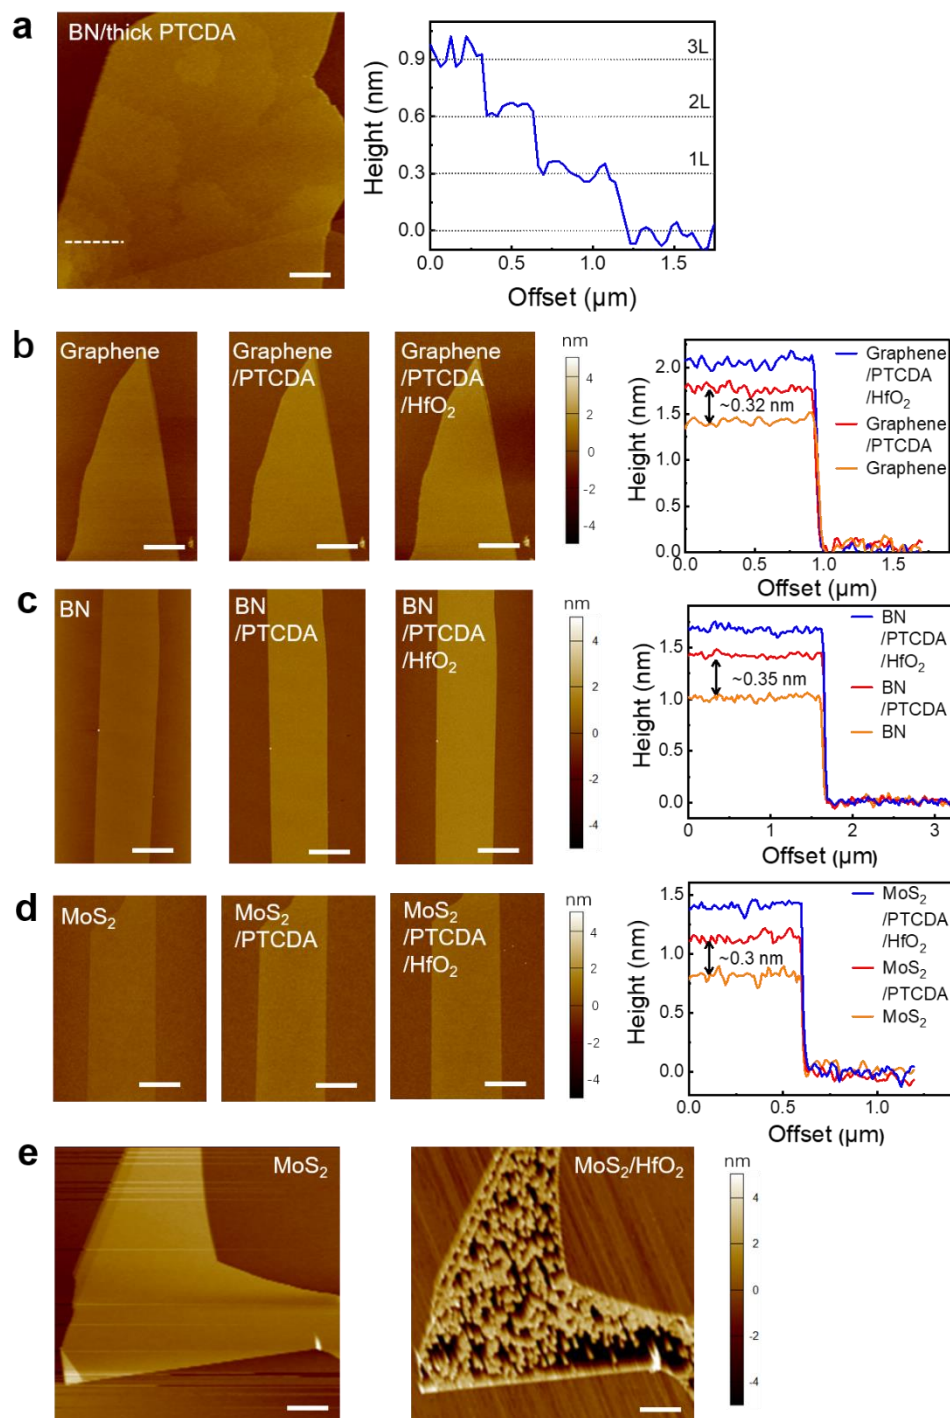 a
BN/thick PTCDA
Height (nm)
0.9
0.6
0.3
0.0
3L
2L
1L
0.0 0.5 1.0 1.5
Offset (µm)
b
Graphene
Graphene
/PTCDA
Graphene
/PTCDA
/HfO₂
nm
4
2
0
-2
-4
Height (nm)
2.0
1.5
1.0
0.5
0.0
~0.32 nm
Graphene
/PTCDA
/HfO₂
Graphene
/PTCDA
Graphene
0.0 0.5 1.0 1.5
Offset (µm)
c
BN
BN
/PTCDA
BN
/PTCDA
/HfO₂
nm
4
2
0
-2
-4
Height (nm)
1.5
1.0
0.5
0.0
~0.35 nm
BN
/PTCDA
/HfO₂
BN
/PTCDA
BN
0 1 2 3
Offset (µm)
d
MoS₂
MoS₂
/PTCDA
MoS₂
/PTCDA
/HfO₂
nm
4
2
0
-2
-4
Height (nm)
1.5
1.0
0.5
0.0
~0.3 nm
MoS₂
/PTCDA
/HfO₂
MoS₂
/PTCDA
MoS₂
0.0 0.5 1.0
Offset (µm)
e
MoS₂
MoS₂/HfO₂
nm
4
2
0
-2
-4